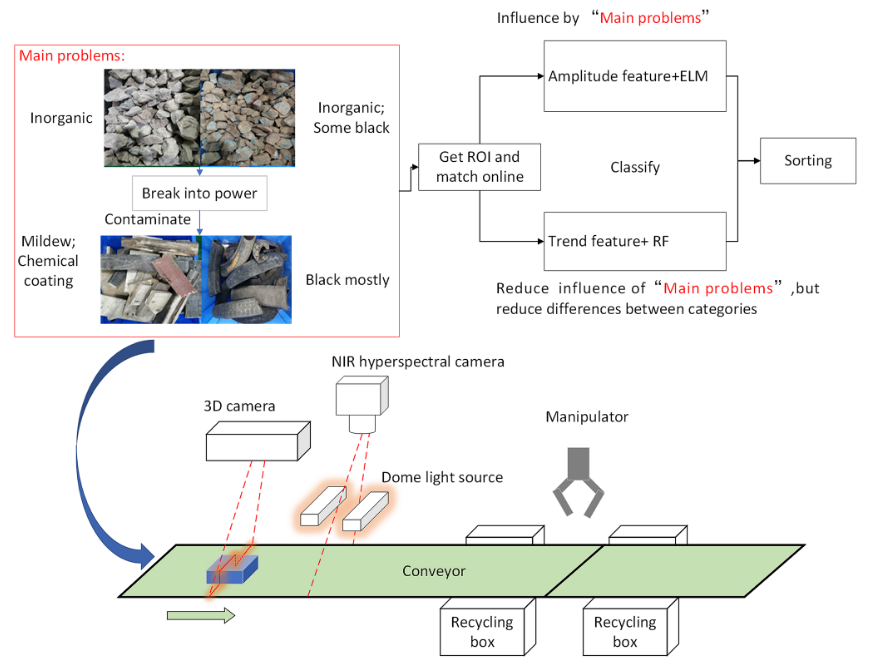 Influence by “Main problems”
Main problems:
Inorganic
Inorganic;
Some black
Break into power
Contaminate
Mildew;
Chemical
coating
Black mostly
Get ROI and
match online
Amplitude feature+ELM
Classify
Trend feature+ RF
Sorting
Reduce influence of “Main problems”,but
reduce differences between categories
NIR hyperspectral camera
3D camera
Manipulator
Dome light source
Conveyor
Recycling
box
Recycling
box